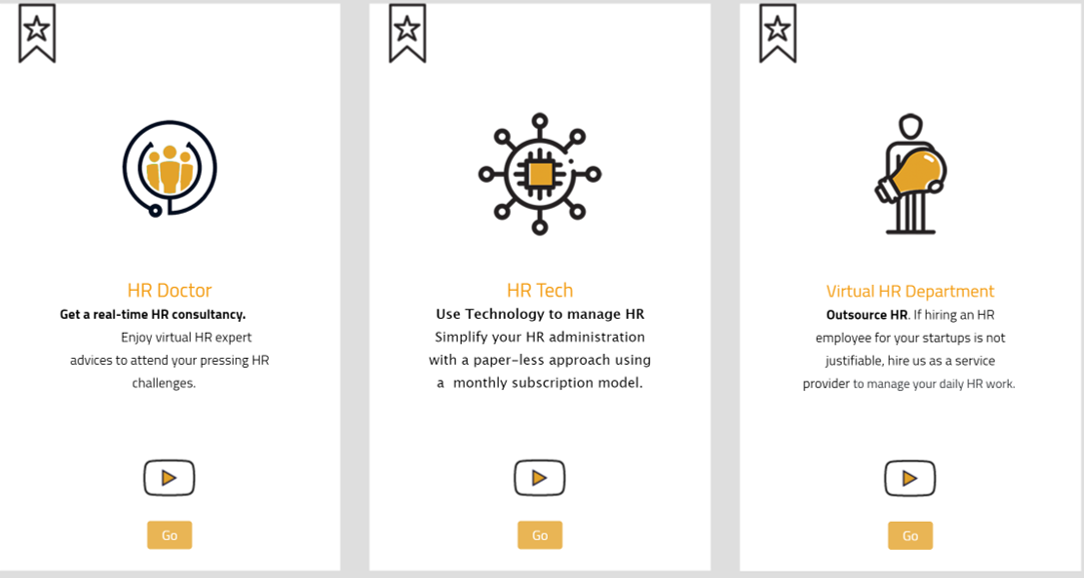 HR Doctor
Get a real-time HR consultancy.
Enjoy virtual HR expert
advices to attend your pressing HR
challenges.
Go
HR Tech
Use Technology to manage HR
Simplify your HR administration
with a paper-less approach using
a monthly subscription model.
Go
Virtual HR Department
Outsource HR. If hiring an HR
employee for your startups is not
justifiable, hire us as a service
provider to manage your daily HR work.
Go